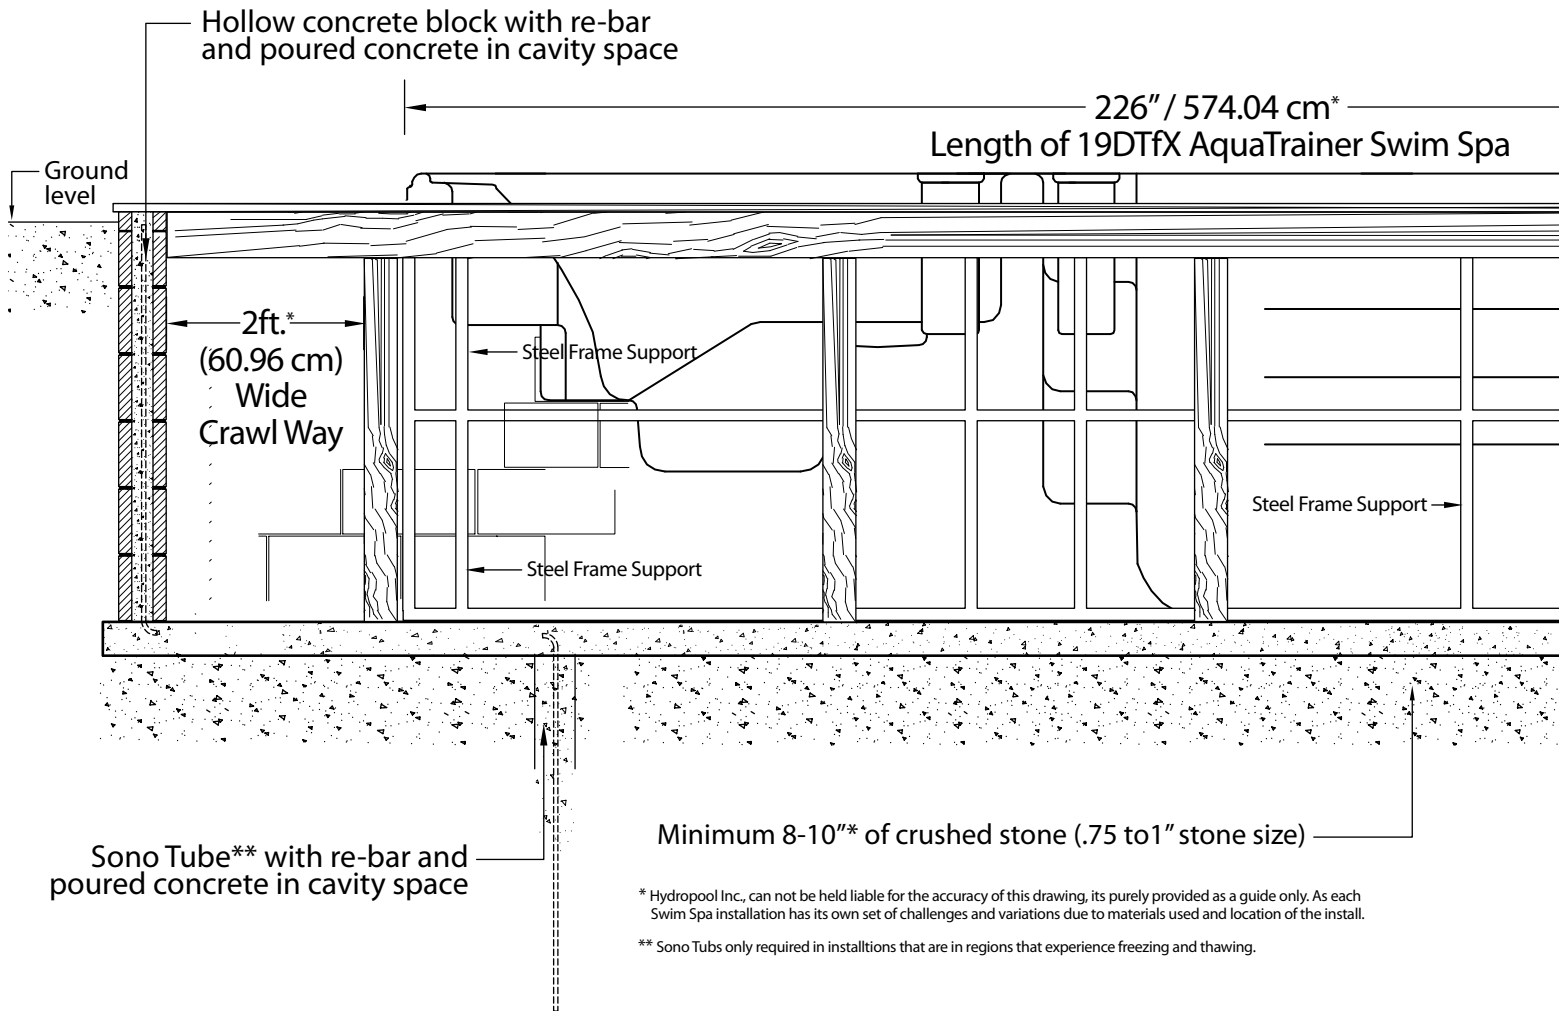 Hollow concrete block with re-bar
and poured concrete in cavity space
226” / 574.04 cm*
Length of 19DTfX AquaTrainer Swim Spa
Ground
level
2ft.*
(60.96 cm)
Wide
Crawl Way
Steel Frame Support
Steel Frame Support
Steel Frame Support
Sono Tube** with re-bar and
poured concrete in cavity space
Minimum 8-10”* of crushed stone (.75 to1” stone size)
* Hydropool Inc., can not be held liable for the accuracy of this drawing, its purely provided as a guide only. As each
Swim Spa installation has its own set of challenges and variations due to materials used and location of the install.
** Sono Tubs only required in installtions that are in regions that experience freezing and thawing.